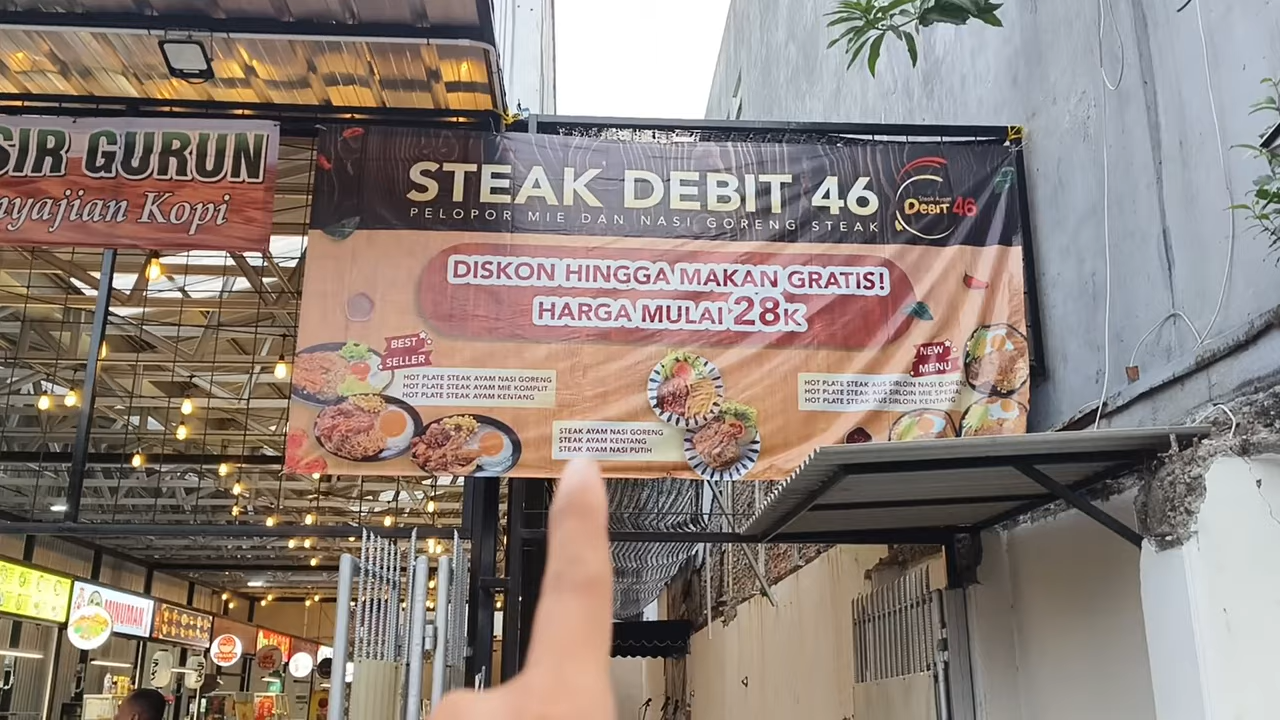 SIR GURUN
nyajian Kopi
STEAK DEBIT 46
PELOPOR MIE DAN NASI GORENG STEAK
Steak Ayam
DEBIT 46
DISKON HINGGA MAKAN GRATIS!
HARGA MULAI 28K
BEST
SELLER
HOT PLATE STEAK AYAM NASI GORENG
HOT PLATE STEAK AYAM MIE KOMPLIT
HOT PLATE STEAK AYAM KENTANG
STEAK AYAM NASI GORENG
STEAK AYAM KENTANG
STEAK AYAM NASI PUTIH
NEW
MENU
HOT PLATE STEAK AUS SIRLOIN NASI GORENG
HOT PLATE STEAK AUS SIRLOIN MIE SPESIAL
HOT PLATE STEAK AUS SIRLOIN KENTANG
MINUMAN